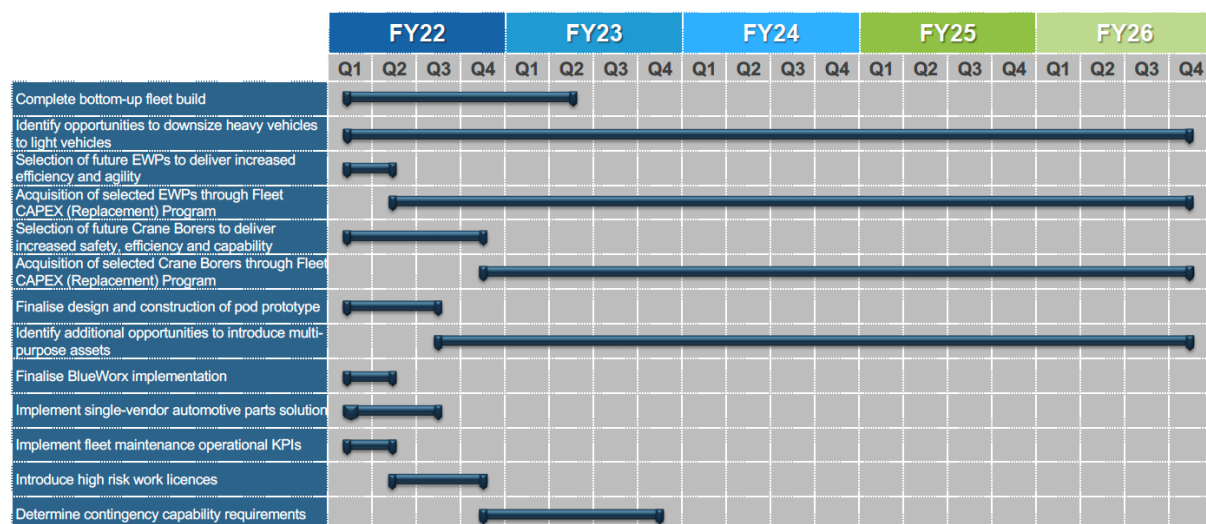 FY22 FY23 FY24 FY25 FY26
Q1 Q2 Q3 Q4 Q1 Q2 Q3 Q4 Q1 Q2 Q3 Q4 Q1 Q2 Q3 Q4 Q1 Q2 Q3 Q4
Complete bottom-up fleet build
Identify opportunities to downsize heavy vehicles
to light vehicles
Selection of future EWPs to deliver increased
efficiency and agility
Acquisition of selected EWPs through Fleet
CAPEX (Replacement) Program
Selection of future Crane Borers to deliver
increased safety, efficiency and capability
Acquisition of selected Crane Borers through Fleet
CAPEX (Replacement) Program
Finalise design and construction of pod prototype
Identify additional opportunities to introduce multi-
purpose assets
Finalise BlueWorx implementation
Implement single-vendor automotive parts solution
Implement fleet maintenance operational KPIs
Introduce high risk work licences
Determine contingency capability requirements